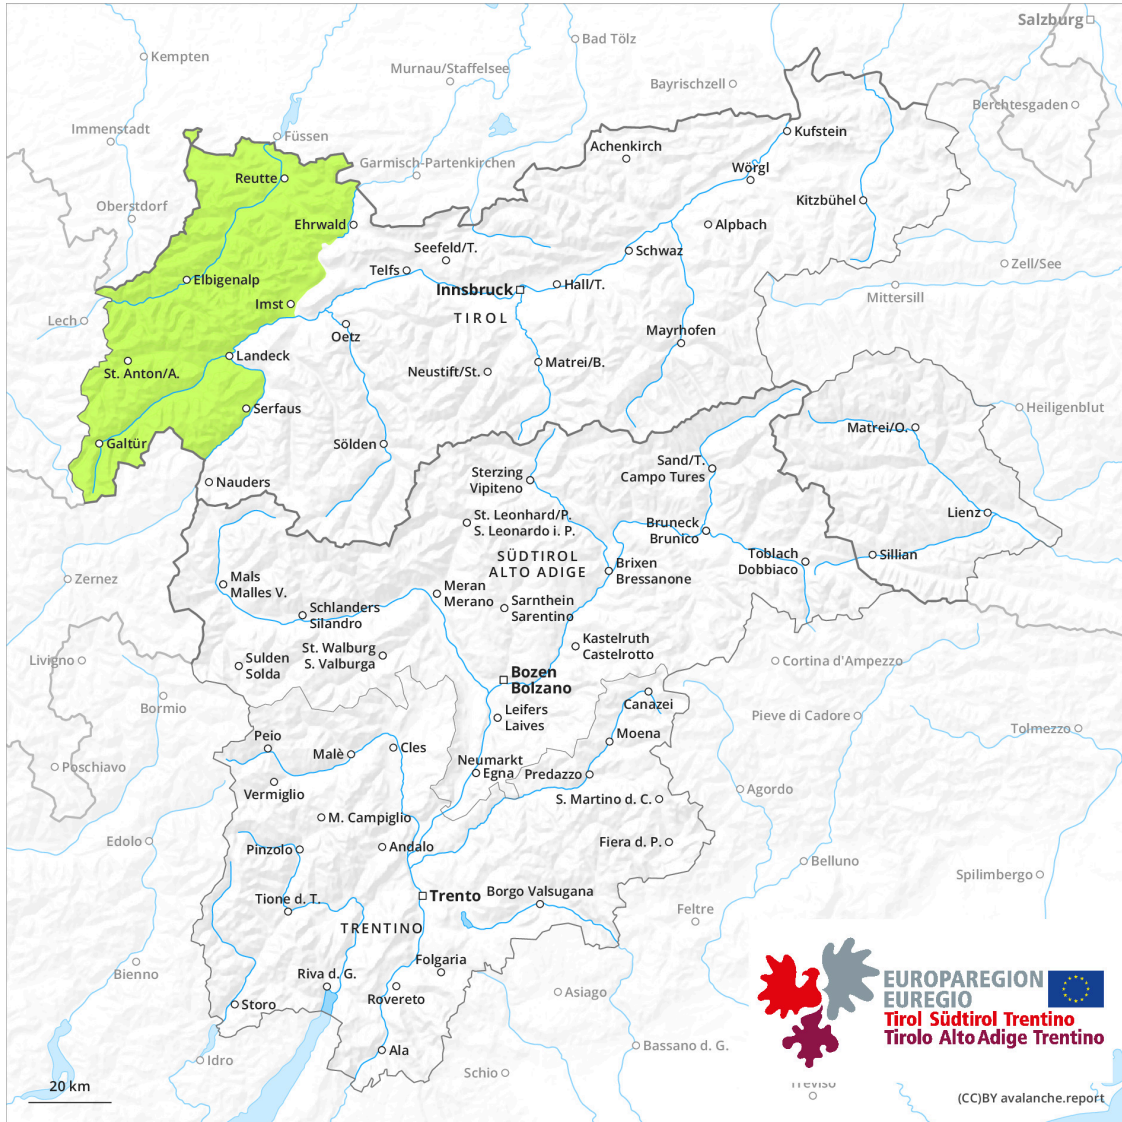 Salzburg
Bad Tölz
Kempten
Murnau/Staffelsee
Bayrischzell
Berchtesgaden
Immenstadt
Füssen
Kufstein
Achenkirch
Garmisch-Partenkirchen
Wörgl
Reutte
Kitzbühel
Oberstdorf
Ehrwald
Alpbach
Seefeld/T.
Schwaz
Zell/See
Telfs
Elbigenalp
Innsbruck
Hall/T.
Mittersill
Imst
TIROL
Lech
Oetz
Mayrhofen
Landeck
Matrei/B.
St. Anton/A.
Neustift/St.
Serfaus
Heiligenblut
Matrei/O.
Galtür
Sölden
Sand/T.
Campo Tures
Sterzing
Vipiteno
Nauders
Lienz
St. Leonhard/P.
S. Leonardo i. P.
Bruneck
Brunico
SÜDTIROL
ALTO ADIGE
Toblach
Dobbiaco
Sillian
Brixen
Bressanone
Zernez
Mals
Malles V.
Meran
Merano
Sarnthein
Sarentino
Schlanders
Silandro
Kastelruth
Castelrotto
St. Walburg
S. Valburga
Livigno
Sulden
Solda
Cortina d'Ampezzo
Bozen
Bolzano
Bormio
Canazei
Leifers
Laives
Pieve di Cadore
Tolmezzo
Peio
Moena
Malè
Cles
Neumarkt
Egna
Predazzo
Poschiavo
Vermiglio
Agordo
S. Martino d. C.
M. Campiglio
Edolo
Pinzolo
Andalo
Fiera d. P.
Belluno
Spilimbergo
Trento
Borgo Valsugana
Tione d. T.
Feltre
TRENTINO
Folgaria
Bienno
Riva d. G.
EUROPAREGION
EUREGIO
Tirol Südtirol Trentino
Tirolo Alto Adige Trentino
Asiago
Rovereto
Storo
Bassano d. G.
Ala
Idro
Schio
Treviso
20 km
(CC)BY avalanche.report